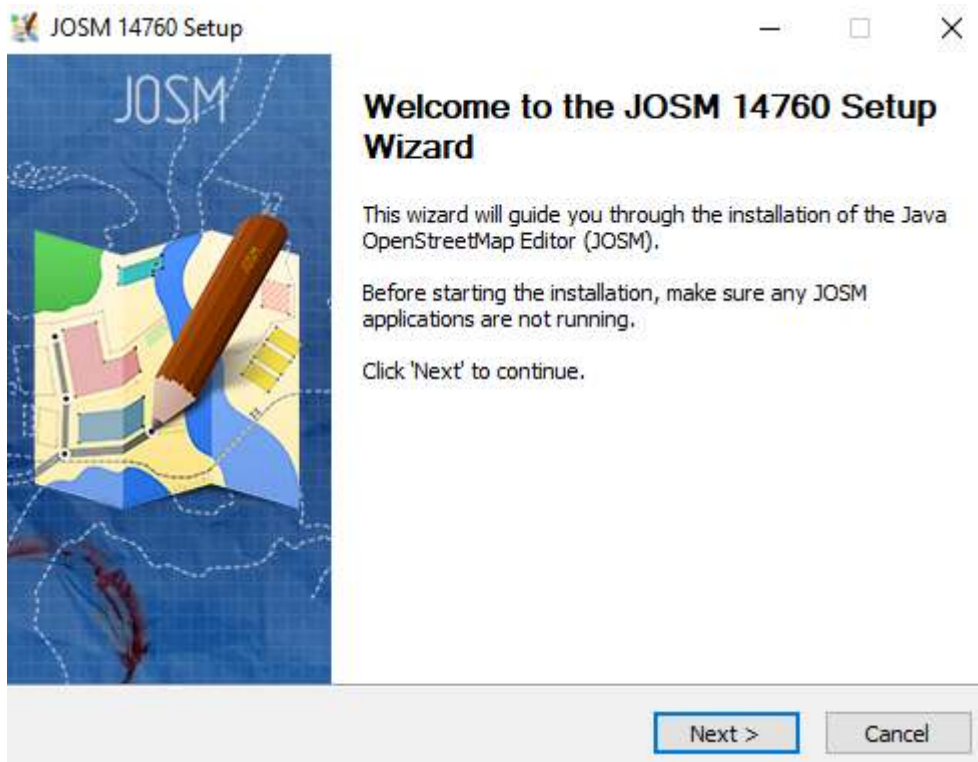 JOSM 14760 Setup
JOSM
Welcome to the JOSM 14760 Setup
Wizard
This wizard will guide you through the installation of the Java
OpenStreetMap Editor (JOSM).
Before starting the installation, make sure any JOSM
applications are not running.
Click 'Next' to continue.
JOSM
Next >
Cancel